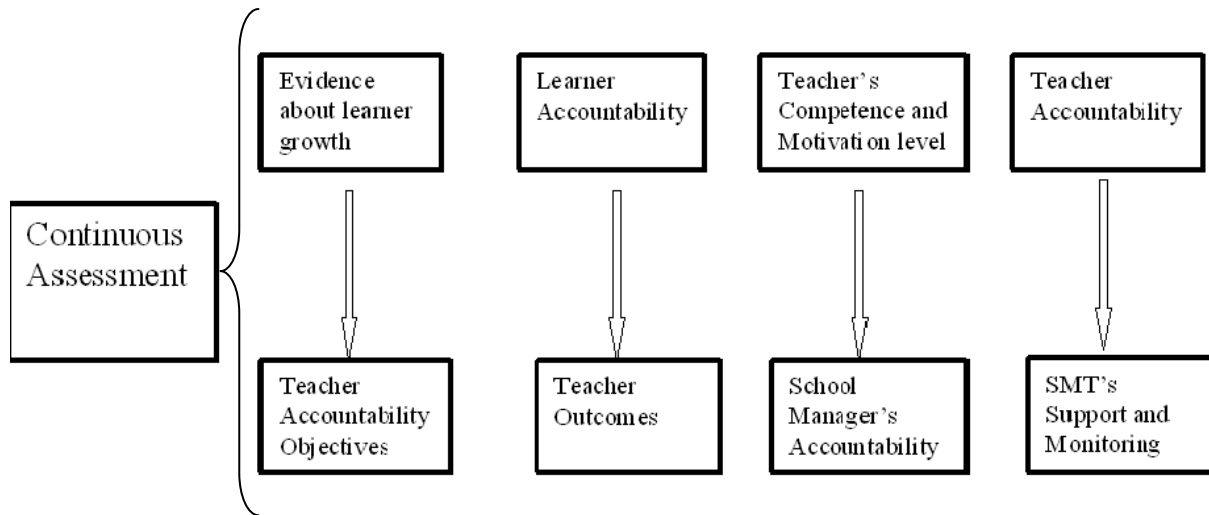 Continuous
Assessment
Evidence
about learner
growth
Learner
Accountability
Teacher's
Competence and
Motivation level
Teacher
Accountability
Teacher
Accountability
Objectives
Teacher
Outcomes
School
Manager's
Accountability
SMT's
Support and
Monitoring